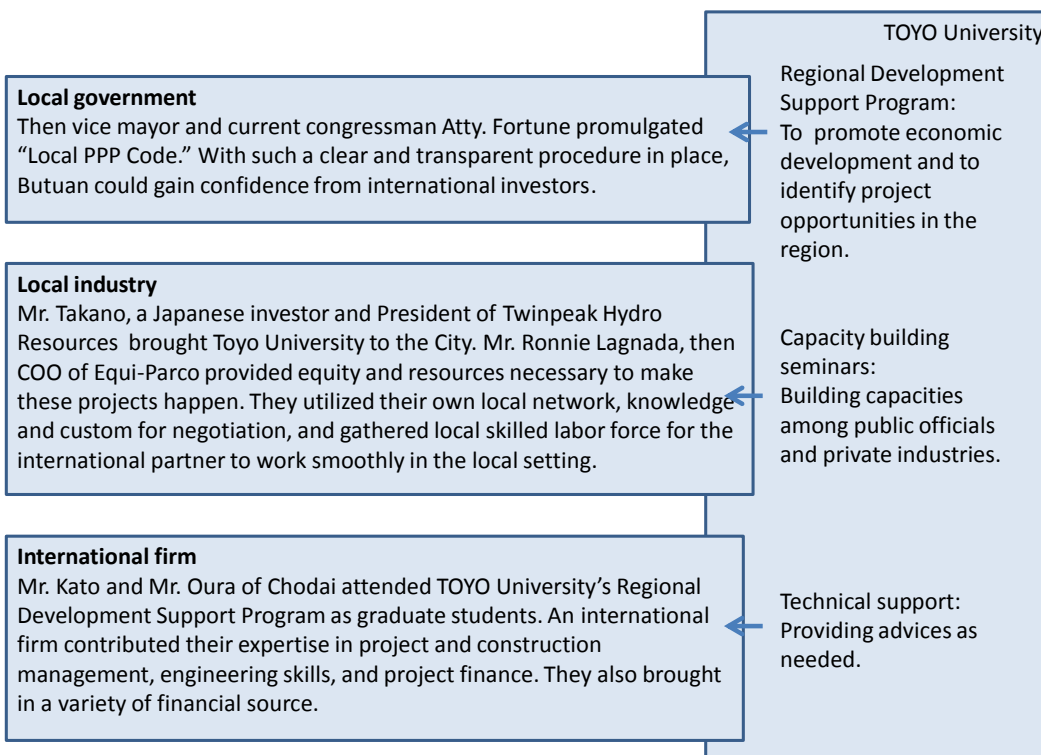 TOYO University
Local government
Then vice mayor and current congressman Atty. Fortune promulgated
“Local PPP Code.” With such a clear and transparent procedure in place,
Butuan could gain confidence from international investors.
Regional Development
Support Program:
To  promote economic
development and to
identify project
opportunities in the
region.
Local industry
Mr. Takano, a Japanese investor and President of Twinpeak Hydro
Resources  brought Toyo University to the City. Mr. Ronnie Lagnada, then
COO of Equi-Parco provided equity and resources necessary to make
these projects happen. They utilized their own local network, knowledge
and custom for negotiation, and gathered local skilled labor force for the
international partner to work smoothly in the local setting.
Capacity building
seminars:
Building capacities
among public officials
and private industries.
International firm
Mr. Kato and Mr. Oura of Chodai attended TOYO University’s Regional
Development Support Program as graduate students. An international
firm contributed their expertise in project and construction
management, engineering skills, and project finance. They also brought
in a variety of financial source.
Technical support:
Providing advices as
needed.